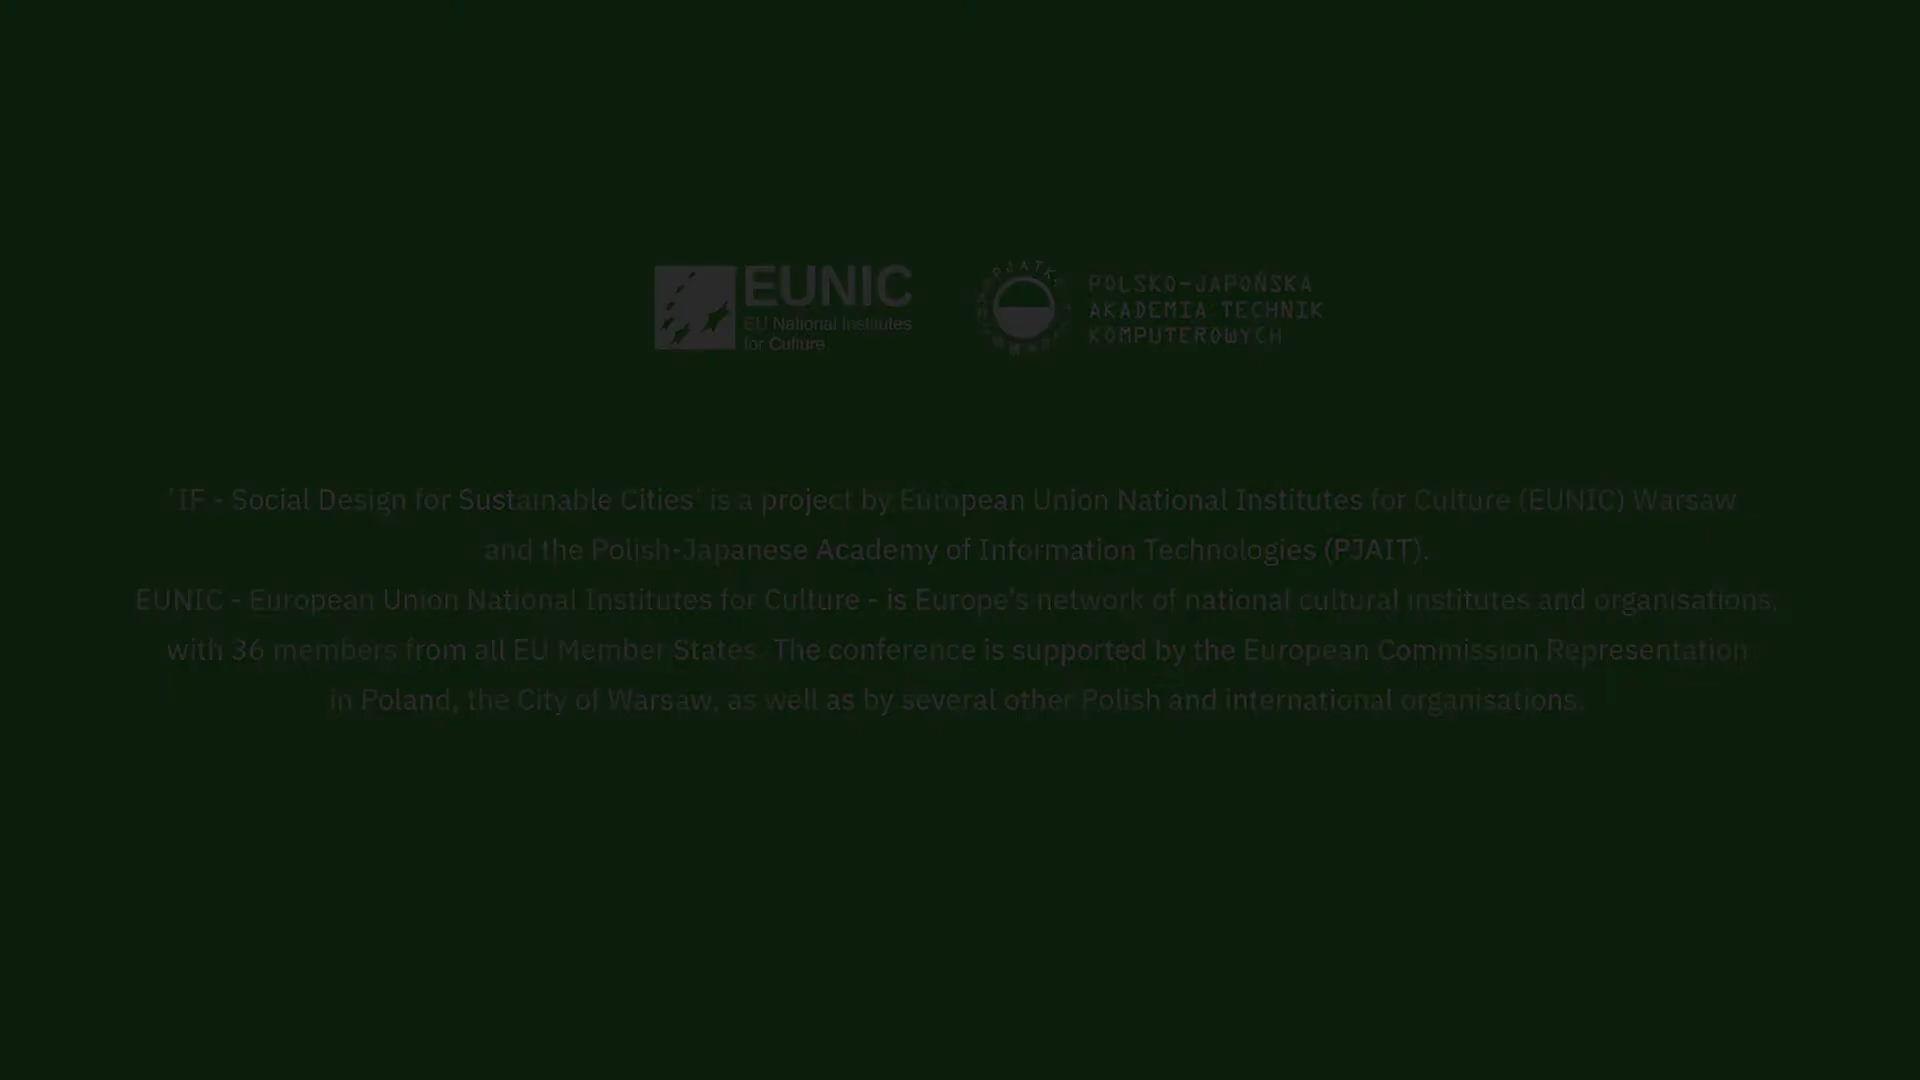 EUNIC
EU National Institutes
for Culture
PJATK
POLSKO-JAPOŃSKA
AKADEMIA TECHNIK
KOMPUTEROWYCH
'IF - Social Design for Sustainable Cities' is a project by European Union National Institutes for Culture (EUNIC) Warsaw
and the Polish-Japanese Academy of Information Technologies (PJAIT).
EUNIC - European Union National Institutes for Culture - is Europe's network of national cultural institutes and organisations,
with 36 members from all EU Member States. The conference is supported by the European Commission Representation
in Poland, the City of Warsaw, as well as by several other Polish and international organisations.